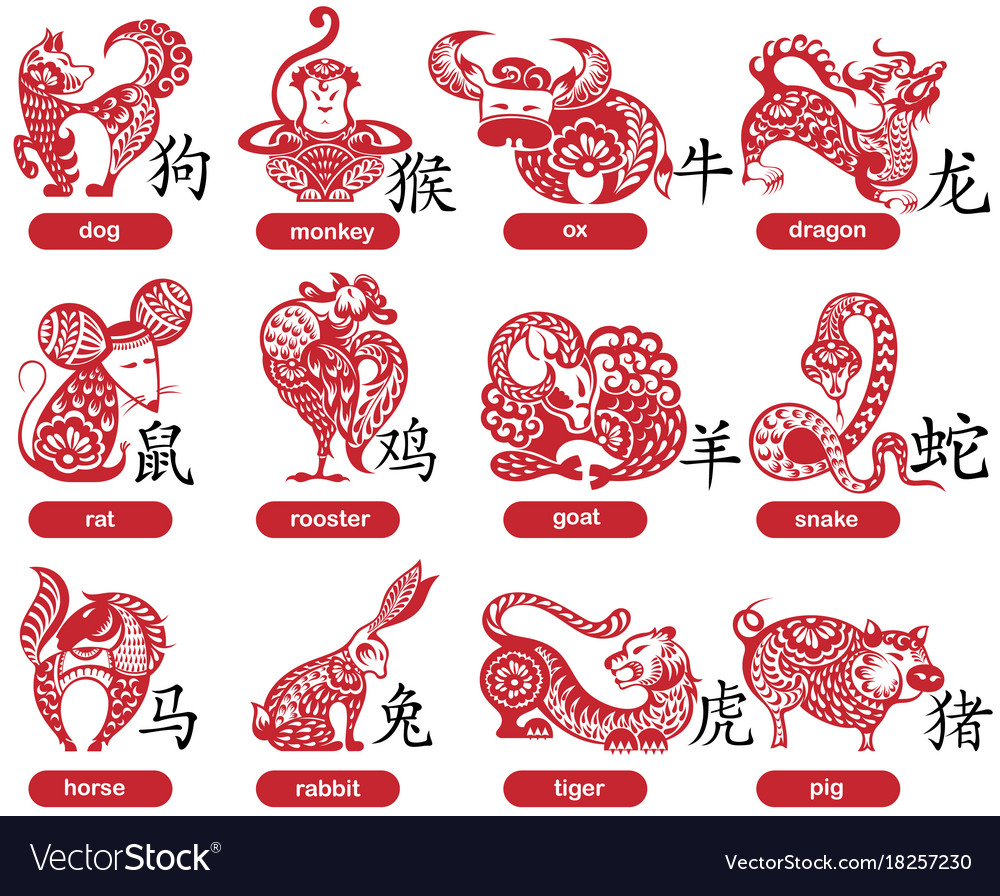 狗 猴 牛 龙
dog monkey ox dragon
鼠 鸡 羊 蛇
rat rooster goat snake
马 兔 虎 猪
horse rabbit tiger pig
VectorStock® VectorStock.com/18257230